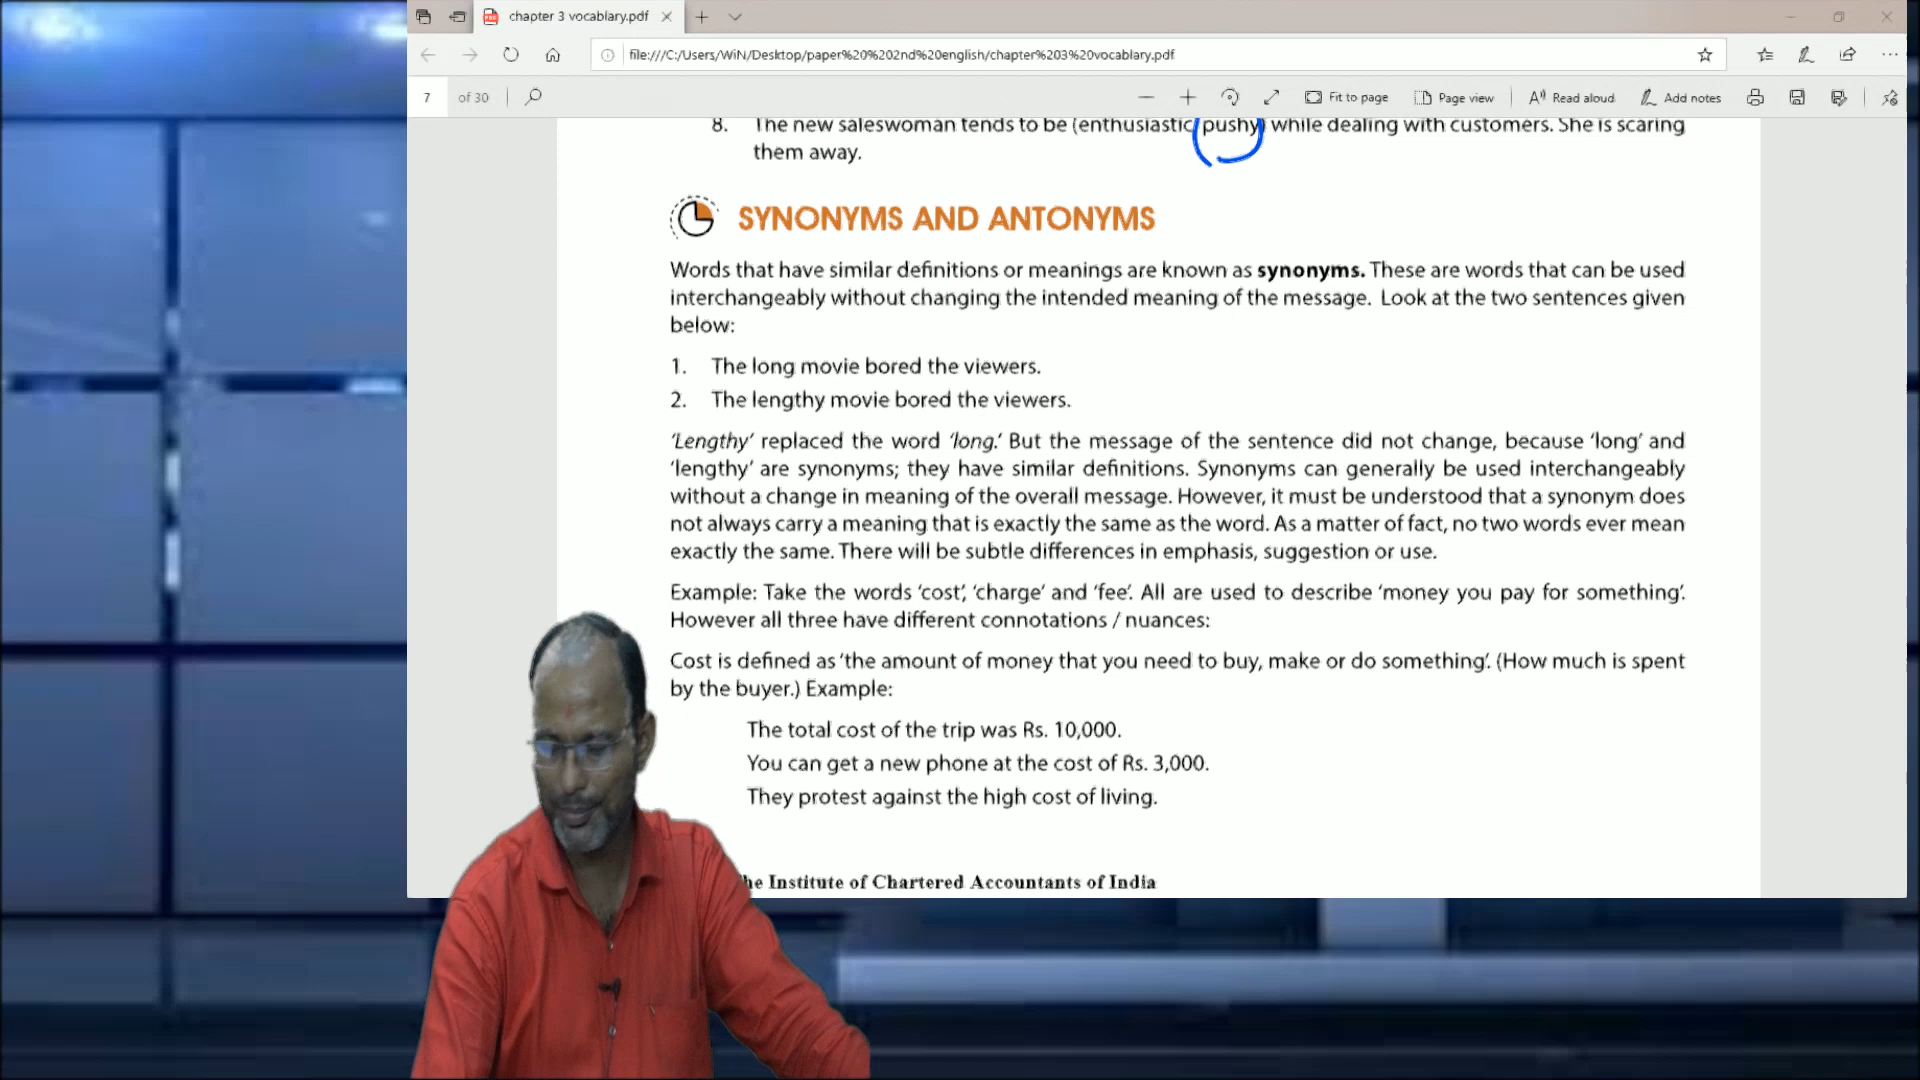 chapter 3 vocablary.pdf
file:///C:/Users/WiN/Desktop/paper%20%202nd%20english/chapter%203%20vocablary.pdf
7 of 30
Fit to page
Page view
Read aloud
Add notes
8. The new saleswoman tends to be (enthusiastic/pushy) while dealing with customers. She is scaring
them away.
SYNONYMS AND ANTONYMS
Words that have similar definitions or meanings are known as synonyms. These are words that can be used
interchangeably without changing the intended meaning of the message. Look at the two sentences given
below:
1. The long movie bored the viewers.
2. The lengthy movie bored the viewers.
‘Lengthy’ replaced the word ‘long.’ But the message of the sentence did not change, because ‘long’ and
‘lengthy’ are synonyms; they have similar definitions. Synonyms can generally be used interchangeably
without a change in meaning of the overall message. However, it must be understood that a synonym does
not always carry a meaning that is exactly the same as the word. As a matter of fact, no two words ever mean
exactly the same. There will be subtle differences in emphasis, suggestion or use.
Example: Take the words ‘cost’, ‘charge’ and ‘fee’. All are used to describe ‘money you pay for something’.
However all three have different connotations / nuances:
Cost is defined as ‘the amount of money that you need to buy, make or do something’. (How much is spent
by the buyer.) Example:
The total cost of the trip was Rs. 10,000.
You can get a new phone at the cost of Rs. 3,000.
They protest against the high cost of living.
he Institute of Chartered Accountants of India